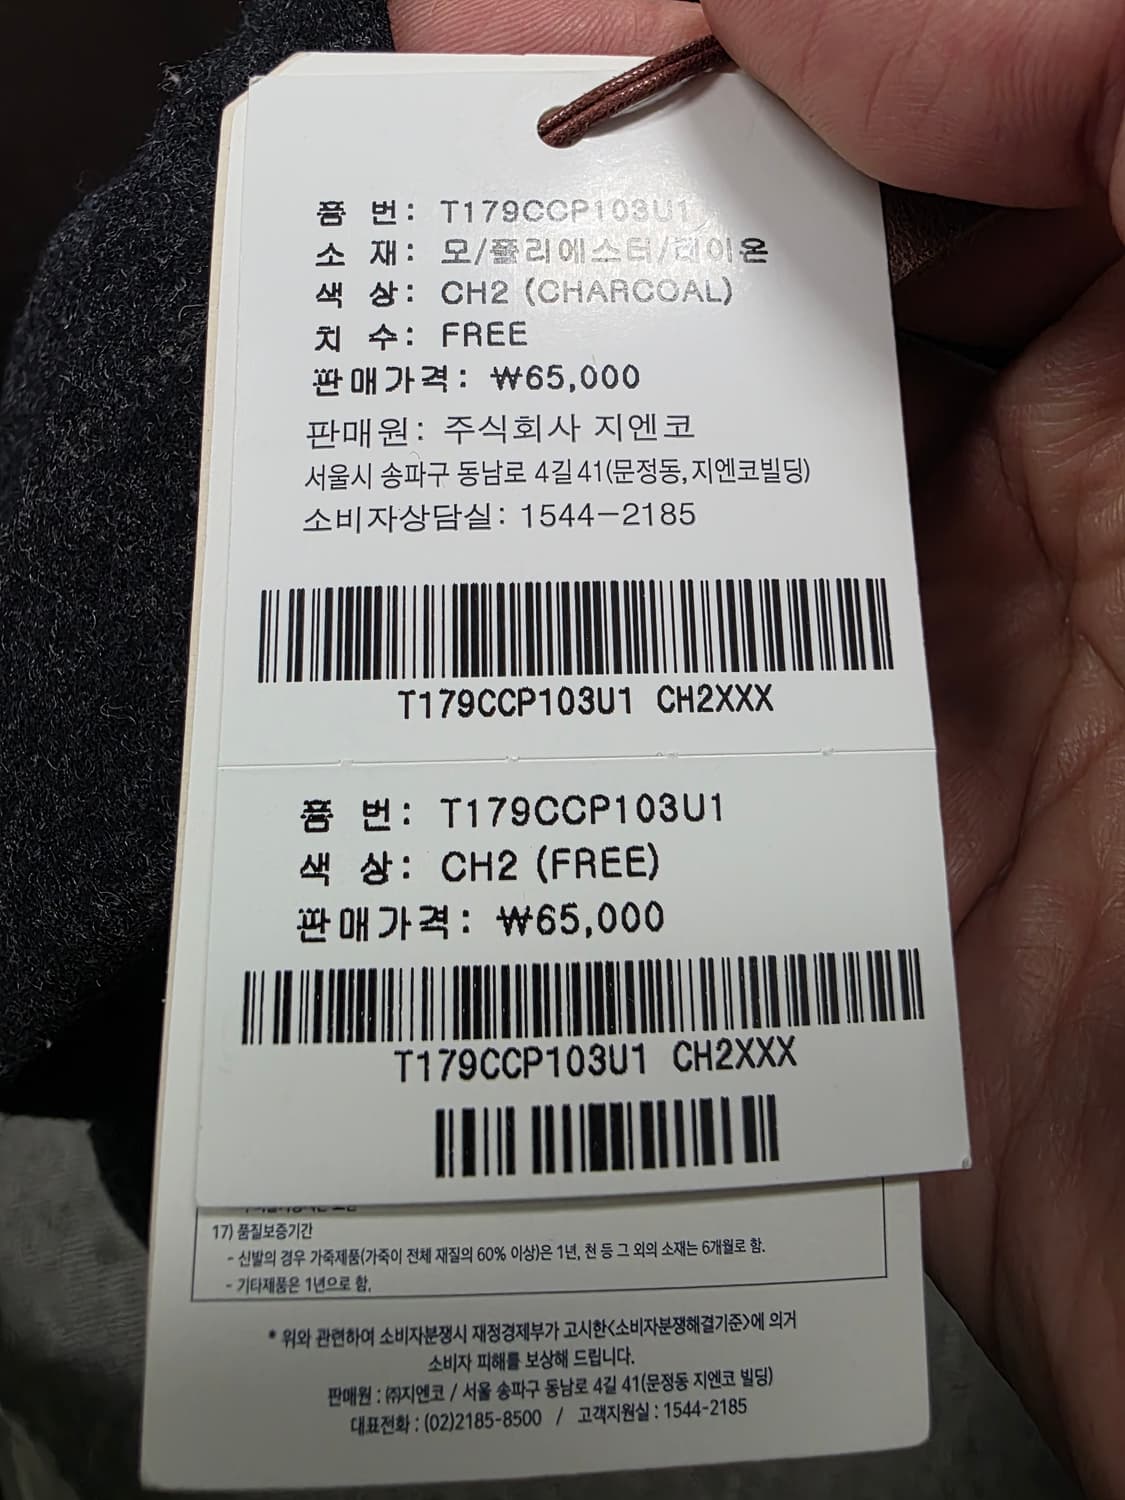 품 번: T179CCP103U1
소 재: 모/폴리에스터/레이온
색 상: CH2 (CHARCOAL)
치 수: FREE
판매가격: ₩65,000
판매원: 주식회사 지엔코
서울시 송파구 동남로 4길 41(문정동, 지엔코빌딩)
소비자상담실: 1544-2185
T179CCP103U1 CH2XXX
품 번: T179CCP103U1
색 상: CH2 (FREE)
판매가격: ₩65,000
T179CCP103U1 CH2XXX
17) 품질보증기간
- 신발의 경우 가죽제품(가죽이 전체 재질의 60% 이상)은 1년, 천 등 그 외의 소재는 6개월로 함.
- 기타제품은 1년으로 함.
* 위와 관련하여 소비자분쟁시 재정경제부가 고시한<소비자분쟁해결기준>에 의거
소비자 피해를 보상해 드립니다.
판매원 : ㈜지엔코 / 서울 송파구 동남로 4길 41(문정동 지엔코 빌딩)
대표전화 : (02)2185-8500 / 고객지원실 : 1544-2185